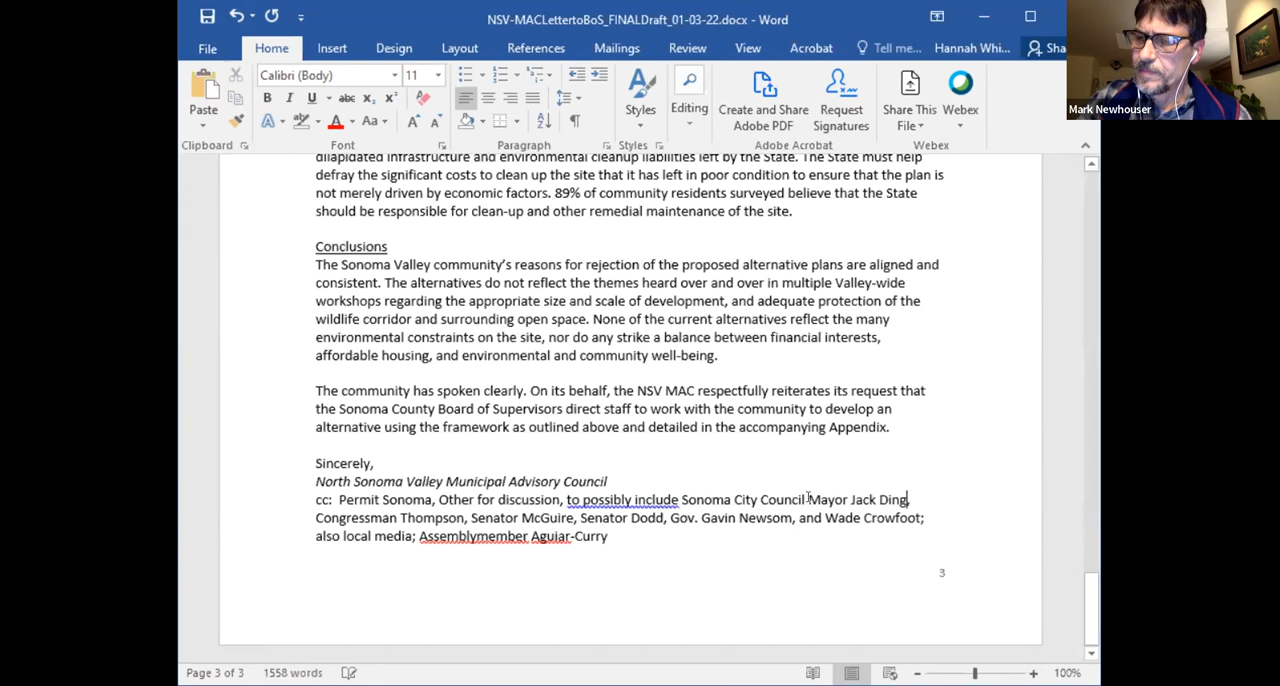 NSV-MACLettertoBoS_FINALDraft_01-03-22.docx - Word
File Home Insert Design Layout References Mailings Review View Acrobat Tell me... Hannah Whi... Sha
Mark Newhouser
Calibri (Body) 11
Paste
B I U abc X₂ X²
A A Aa A A
Styles
Editing
Create and Share Adobe PDF
Request Signatures
Share This File
Webex
Clipboard Font Paragraph Styles Adobe Acrobat Webex
dilapidated infrastructure and environmental cleanup liabilities left by the State. The State must help
defray the significant costs to clean up the site that it has left in poor condition to ensure that the plan is
not merely driven by economic factors. 89% of community residents surveyed believe that the State
should be responsible for clean-up and other remedial maintenance of the site.
Conclusions
The Sonoma Valley community's reasons for rejection of the proposed alternative plans are aligned and
consistent. The alternatives do not reflect the themes heard over and over in multiple Valley-wide
workshops regarding the appropriate size and scale of development, and adequate protection of the
wildlife corridor and surrounding open space. None of the current alternatives reflect the many
environmental constraints on the site, nor do any strike a balance between financial interests,
affordable housing, and environmental and community well-being.
The community has spoken clearly. On its behalf, the NSV MAC respectfully reiterates its request that
the Sonoma County Board of Supervisors direct staff to work with the community to develop an
alternative using the framework as outlined above and detailed in the accompanying Appendix.
Sincerely,
North Sonoma Valley Municipal Advisory Council
cc: Permit Sonoma, Other for discussion, to possibly include Sonoma City Council Mayor Jack Ding,
Congressman Thompson, Senator McGuire, Senator Dodd, Gov. Gavin Newsom, and Wade Crowfoot;
also local media; Assemblymember Aguiar-Curry
3
Page 3 of 3 1558 words 100%